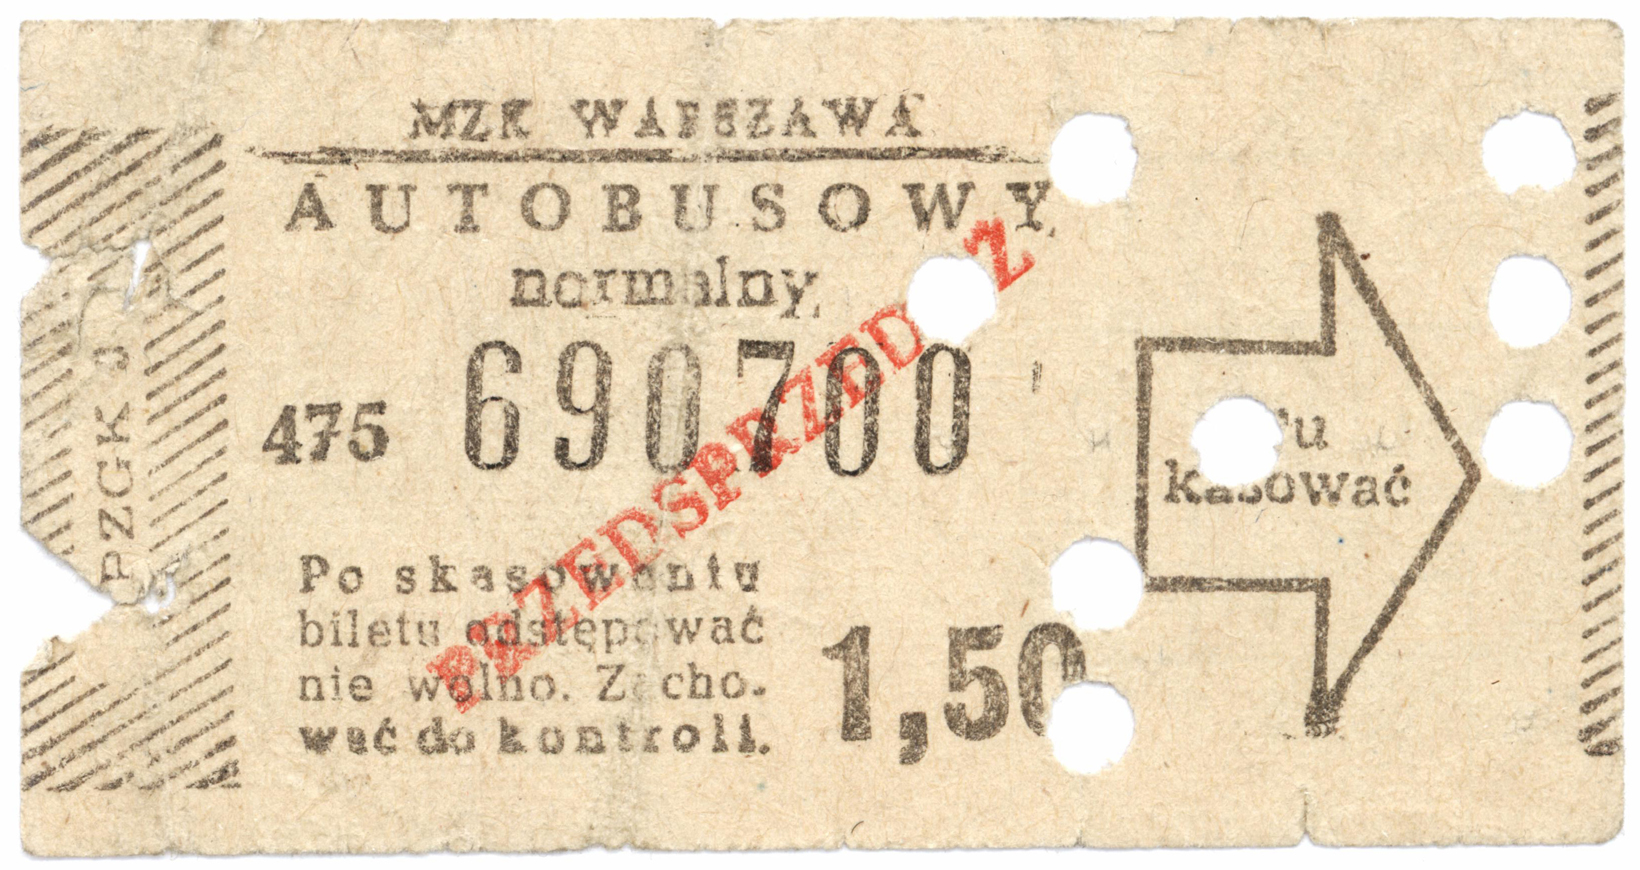 MZK WARSZAWA
AUTOBUSOWY
normalny
475 690700
PRZEDSPRZED Z
Po skasowaniu
biletu odstępować
nie wolno. Zacho-
wać do kontroli.
1,50
Tu
kasować
PZGK